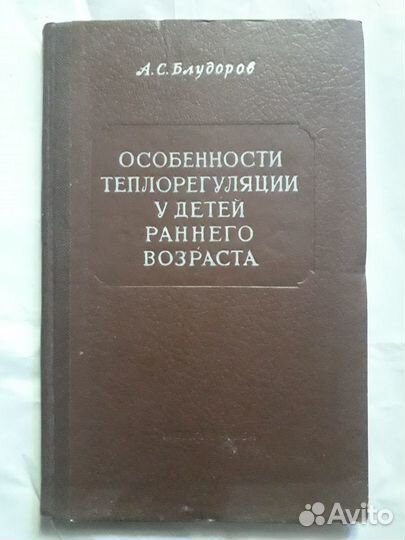 А.С.Блудоров
ОСОБЕННОСТИ
ТЕПЛОРЕГУЛЯЦИИ
У ДЕТЕЙ
РАННЕГО
ВОЗРАСТА
Avito